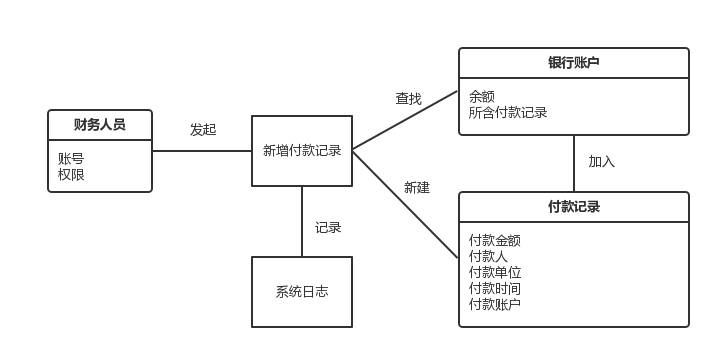 财务人员
账号
权限
发起
新增付款记录
记录
系统日志
查找
新建
银行账户
余额
所含付款记录
加入
付款记录
付款金额
付款人
付款单位
付款时间
付款账户